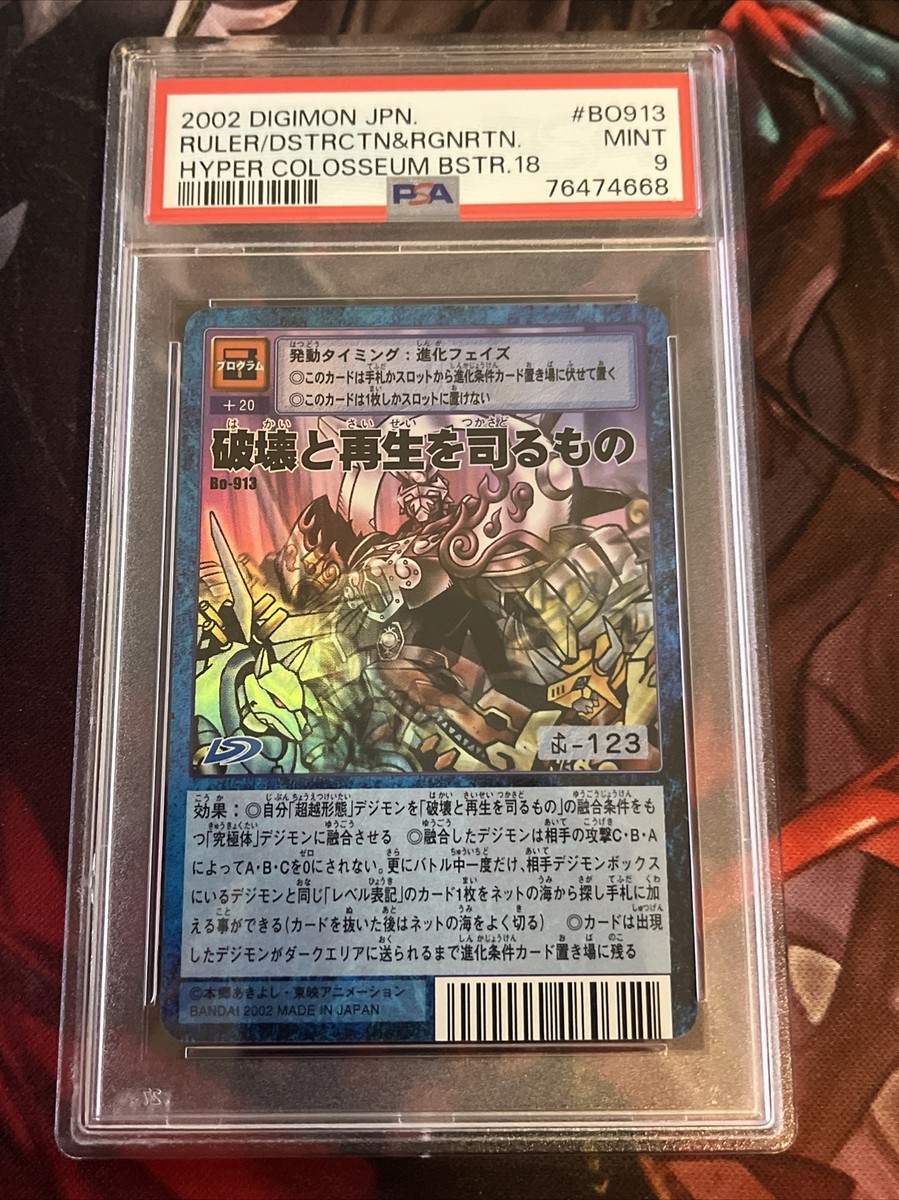 2002 DIGIMON JPN. #BO913
RULER/DSTRCTN&RGNRTN. MINT
HYPER COLOSSEUM BSTR.18 9
PSA 76474668
プログラム
+20
発動タイミング：進化フェイズ
◎このカードは手札かスロットから進化条件カード置き場に伏せて置く
◎このカードは1枚しかスロットに置けない
破壊と再生を司るもの
Bo-913
-123
効果：◎自分「超越形態」デジモンを「破壊と再生を司るもの」の融合条件をも
つ「究極体」デジモンに融合させる　◎融合したデジモンは相手の攻撃C・B・A
によってA・B・Cを0にされない。更にバトル中一度だけ、相手デジモンボックス
にいるデジモンと同じ「レベル表記」のカード1枚をネットの海から探し手札に加
える事ができる(カードを抜いた後はネットの海をよく切る)　◎カードは出現
したデジモンがダークエリアに送られるまで進化条件カード置き場に残る
©本郷あきよし・東映アニメーション
BANDAI 2002 MADE IN JAPAN